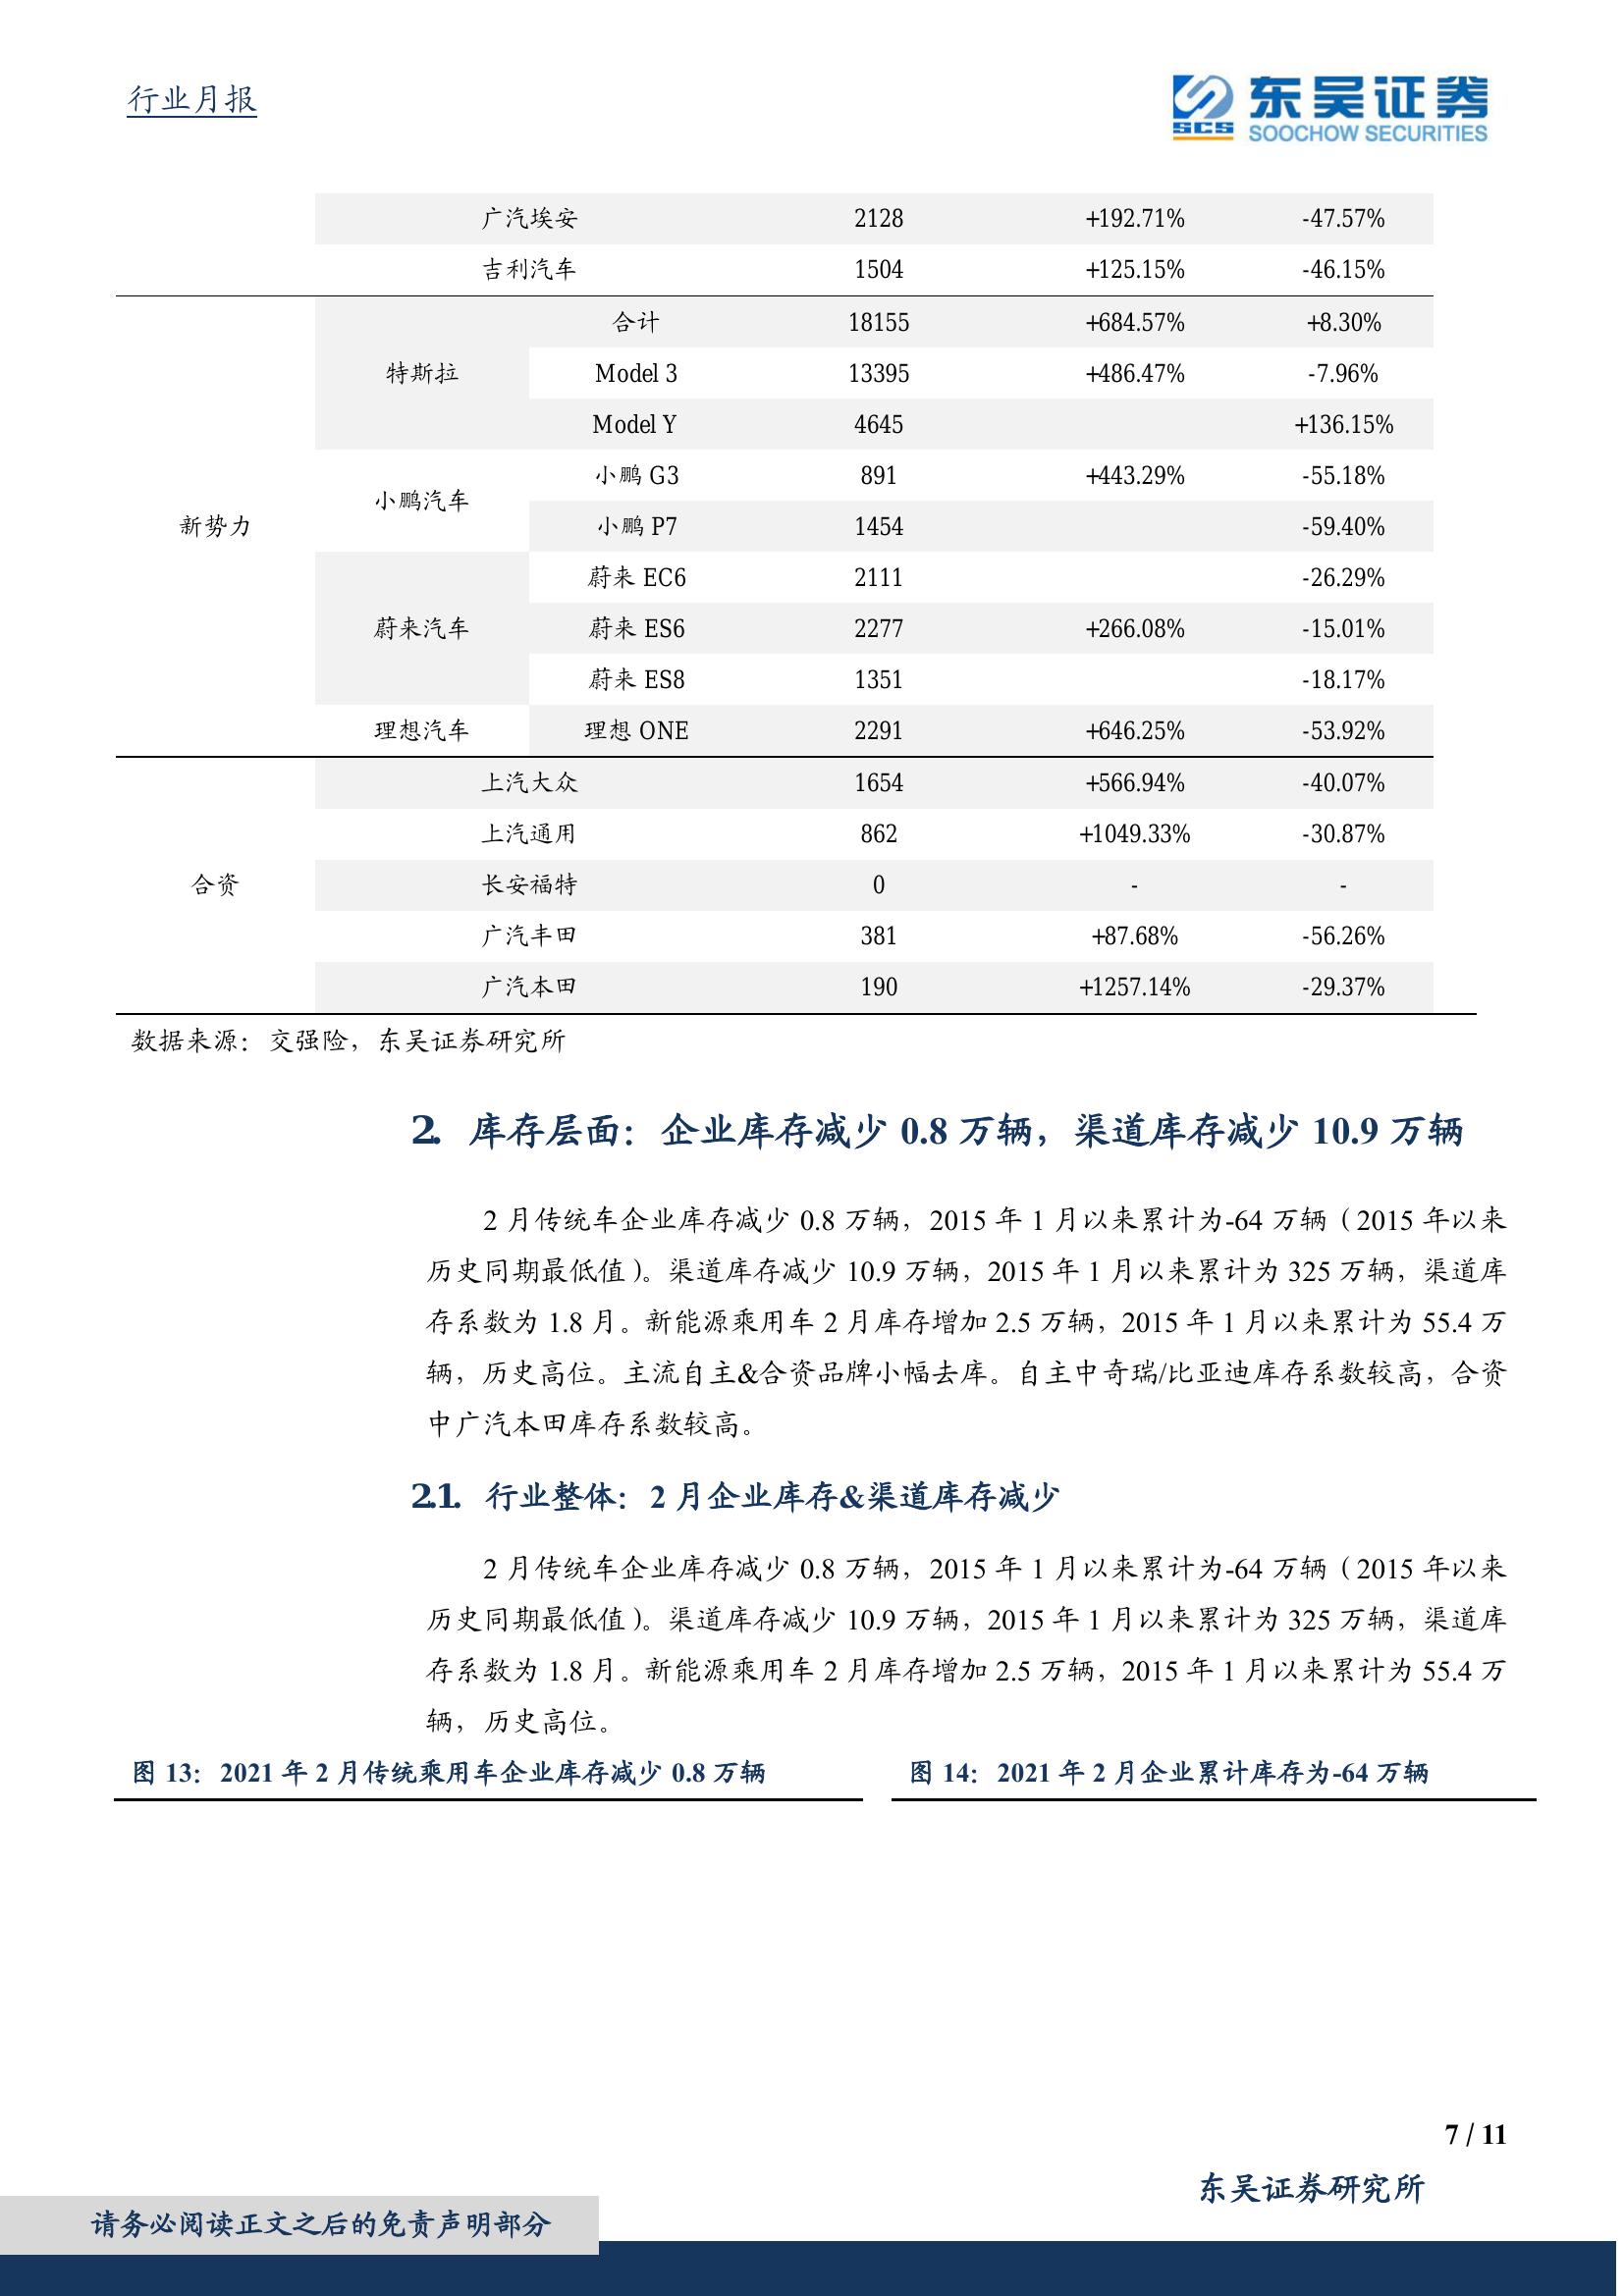 行业月报
SCS 东吴证券
SOOCHOW SECURITIES
广汽埃安 2128 +192.71% -47.57%
吉利汽车 1504 +125.15% -46.15%
合计 18155 +684.57% +8.30%
特斯拉 Model 3 13395 +486.47% -7.96%
Model Y 4645 +136.15%
小鹏 G3 891 +443.29% -55.18%
小鹏汽车
新势力 小鹏 P7 1454 -59.40%
蔚来 EC6 2111 -26.29%
蔚来汽车 蔚来 ES6 2277 +266.08% -15.01%
蔚来 ES8 1351 -18.17%
理想汽车 理想 ONE 2291 +646.25% -53.92%
上汽大众 1654 +566.94% -40.07%
上汽通用 862 +1049.33% -30.87%
合资 长安福特 0 - -
广汽丰田 381 +87.68% -56.26%
广汽本田 190 +1257.14% -29.37%
数据来源：交强险，东吴证券研究所
2. 库存层面：企业库存减少 0.8 万辆，渠道库存减少 10.9 万辆
2 月传统车企业库存减少 0.8 万辆，2015 年 1 月以来累计为-64 万辆（2015 年以来
历史同期最低值）。渠道库存减少 10.9 万辆，2015 年 1 月以来累计为 325 万辆，渠道库
存系数为 1.8 月。新能源乘用车 2 月库存增加 2.5 万辆，2015 年 1 月以来累计为 55.4 万
辆，历史高位。主流自主&合资品牌小幅去库。自主中奇瑞/比亚迪库存系数较高，合资
中广汽本田库存系数较高。
2.1. 行业整体：2 月企业库存&渠道库存减少
2 月传统车企业库存减少 0.8 万辆，2015 年 1 月以来累计为-64 万辆（2015 年以来
历史同期最低值）。渠道库存减少 10.9 万辆，2015 年 1 月以来累计为 325 万辆，渠道库
存系数为 1.8 月。新能源乘用车 2 月库存增加 2.5 万辆，2015 年 1 月以来累计为 55.4 万
辆，历史高位。
图 13：2021 年 2 月传统乘用车企业库存减少 0.8 万辆 图 14：2021 年 2 月企业累计库存为-64 万辆
7 / 11
东吴证券研究所
请务必阅读正文之后的免责声明部分